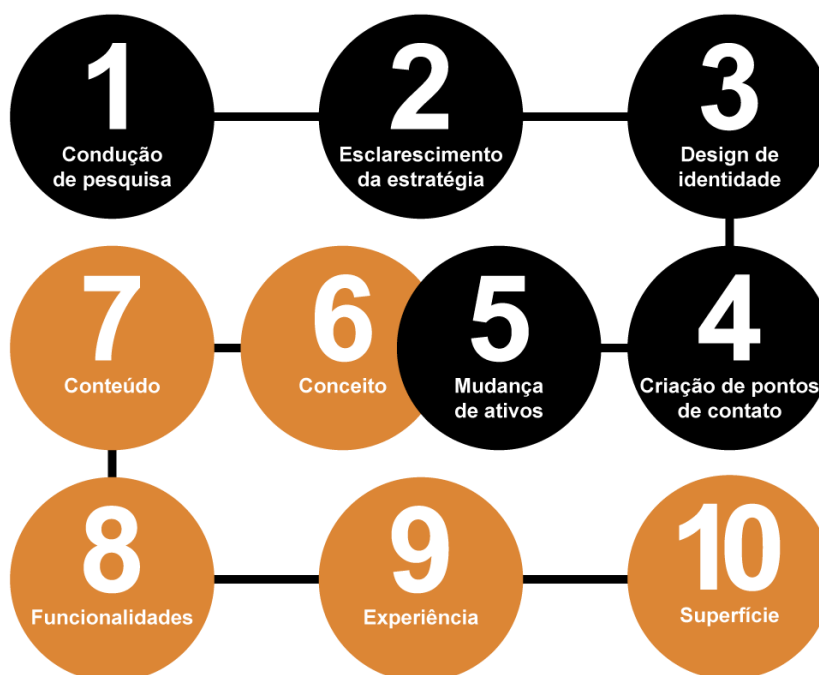 1
Condução
de pesquisa
2
Esclarescimento
da estratégia
3
Design de
identidade
4
Criação de pontos
de contato
5
Mudança
de ativos
6
Conceito
7
Conteúdo
8
Funcionalidades
9
Experiência
10
Superfície